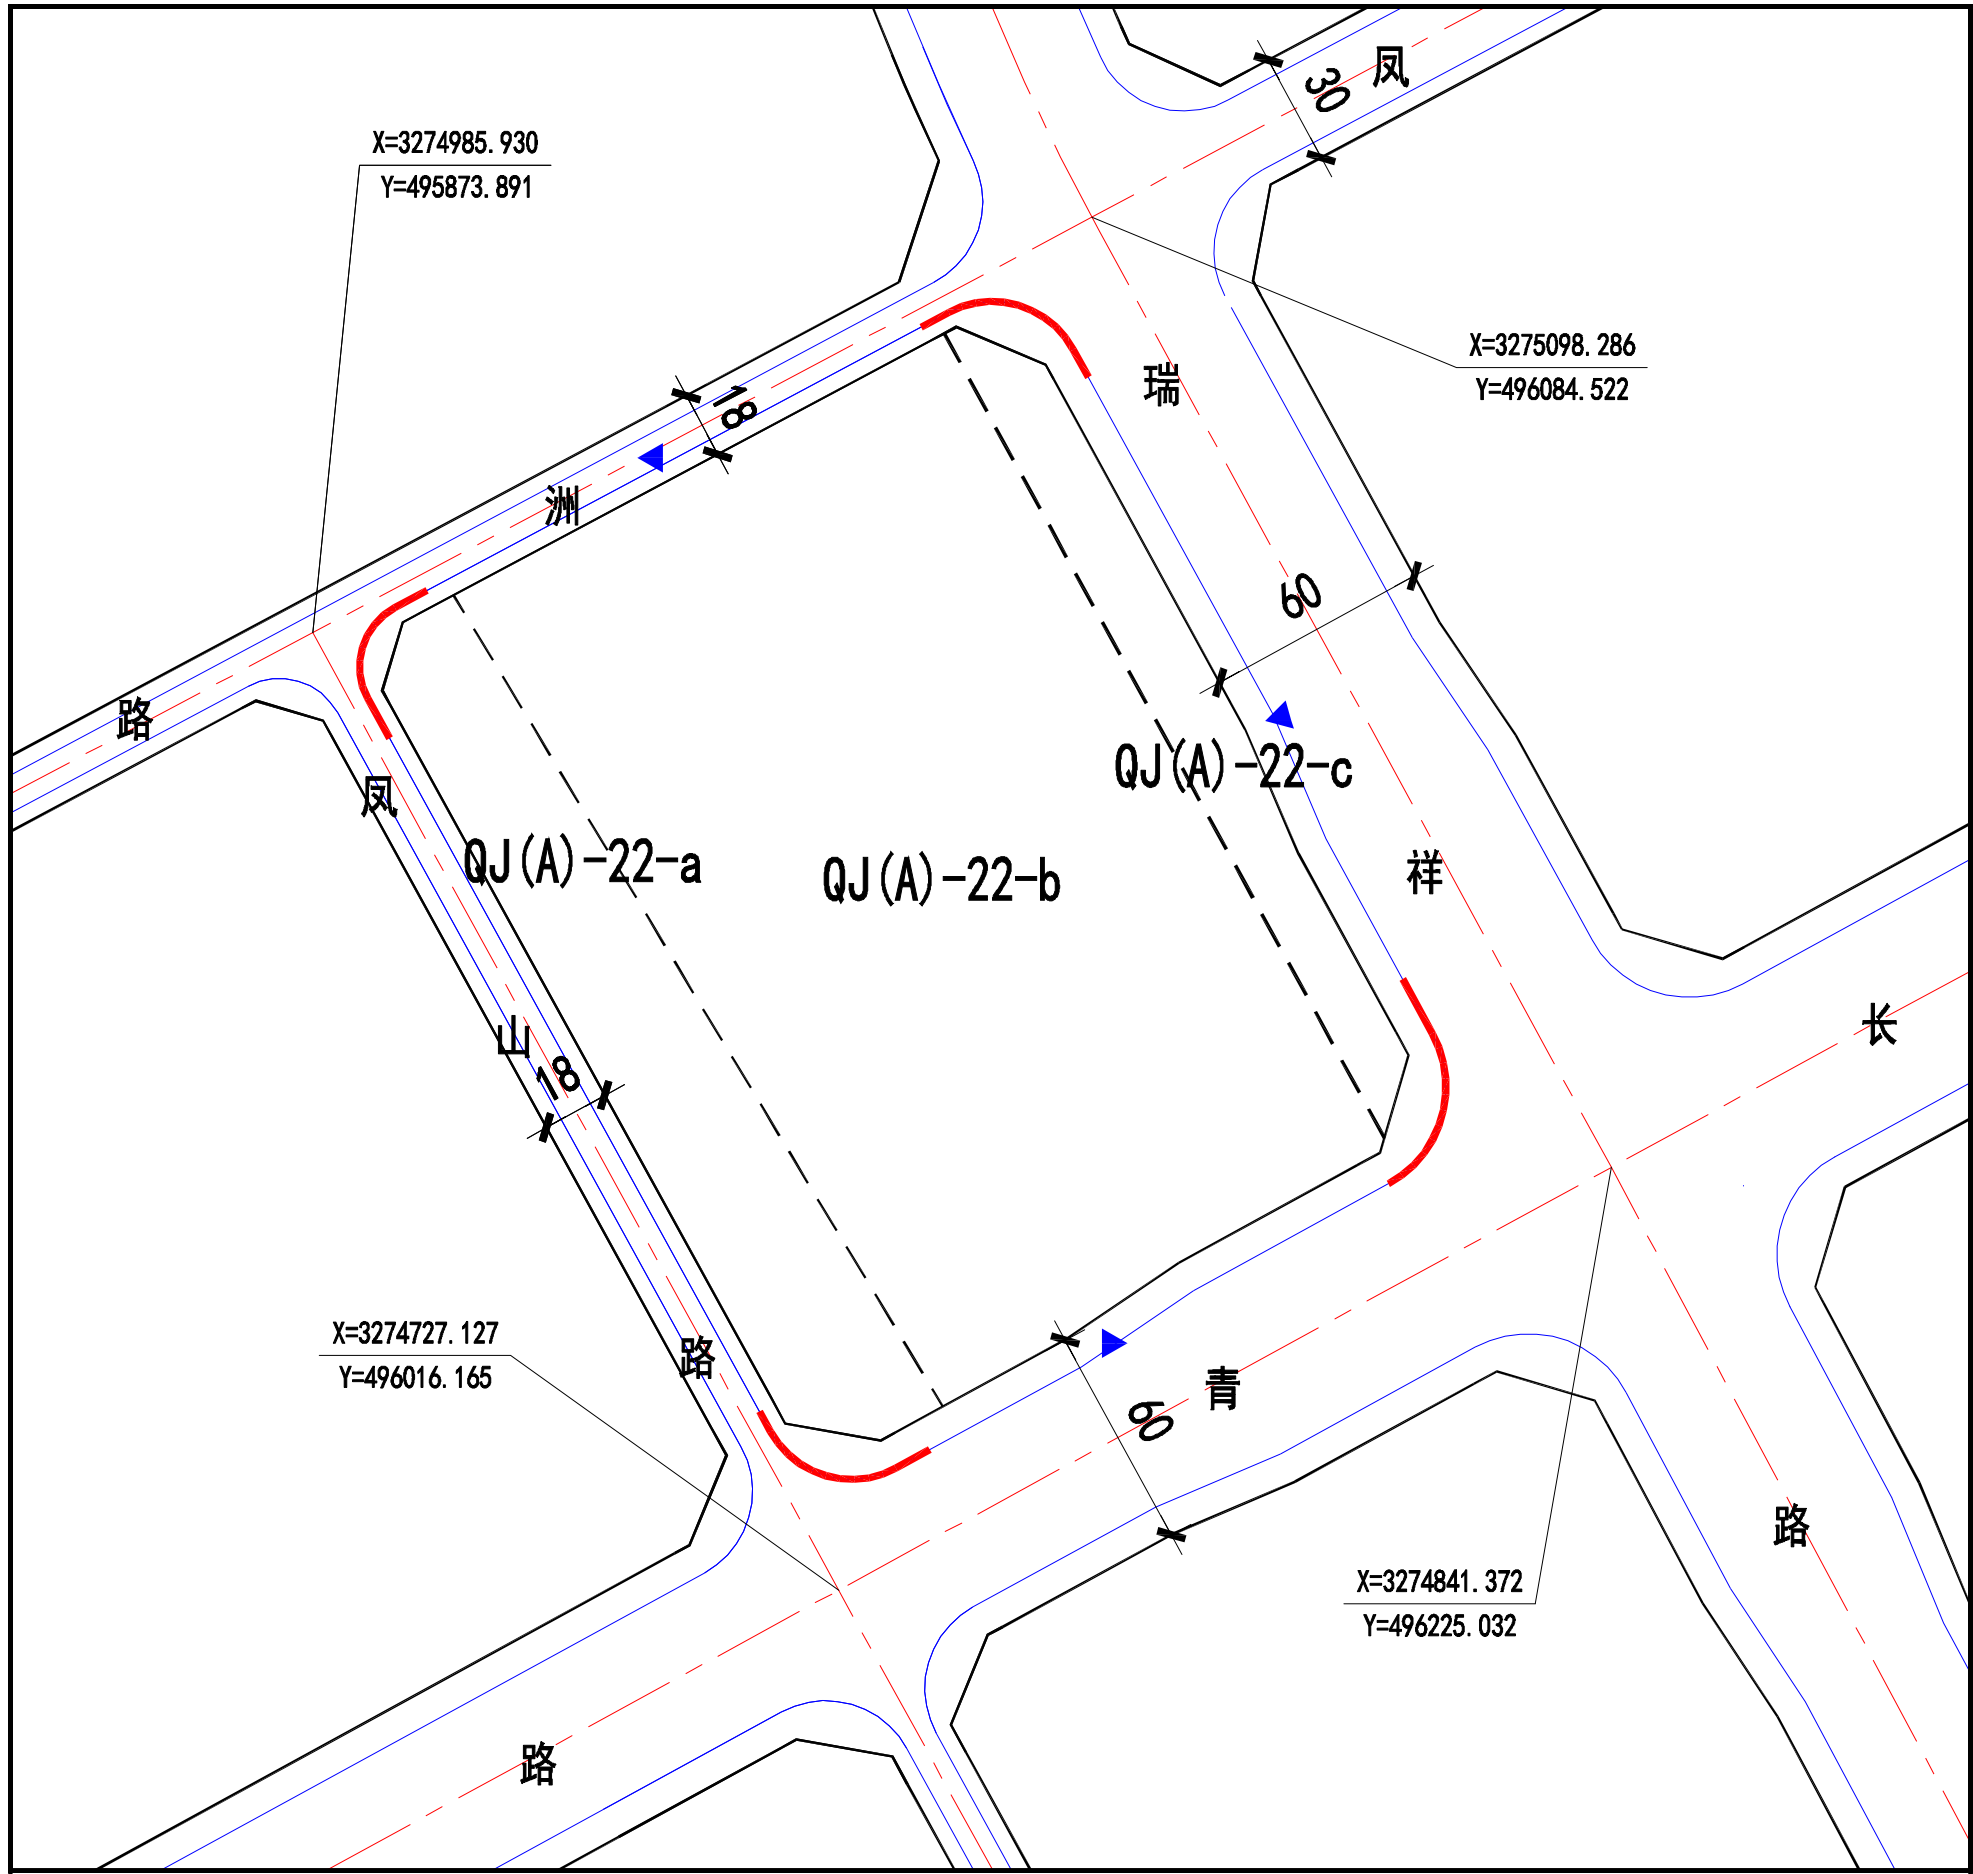 凤
30
X=3274985.930
Y=495873.891
X=3275098.286
Y=496084.522
瑞
18
洲
60
路
凤
QJ(A)-22-c
QJ(A)-22-a
QJ(A)-22-b
祥
山
18
长
X=3274727.127
Y=496016.165
路
青
60
路
X=3274841.372
Y=496225.032
路